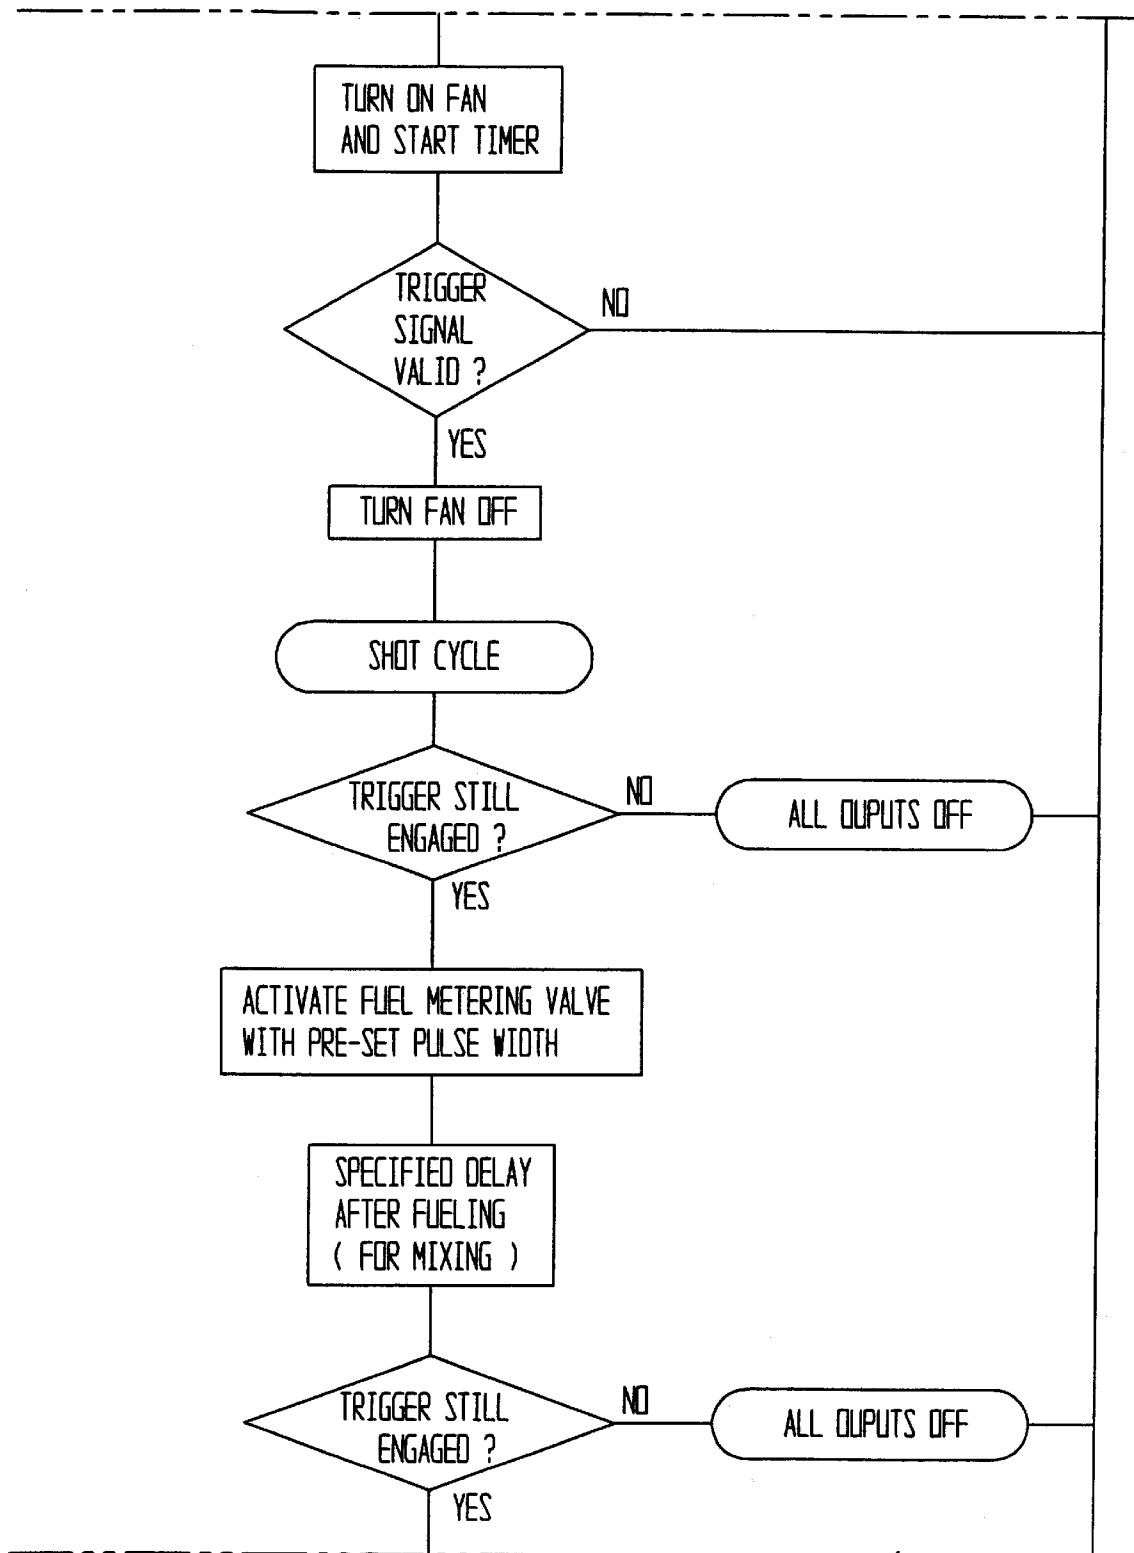 TURN ON FAN
AND START TIMER
TRIGGER
SIGNAL
VALID ?
NO
YES
TURN FAN OFF
SHOT CYCLE
TRIGGER STILL
ENGAGED ?
NO
ALL OUPUTS OFF
YES
ACTIVATE FUEL METERING VALVE
WITH PRE-SET PULSE WIDTH
SPECIFIED DELAY
AFTER FUELING
( FOR MIXING )
TRIGGER STILL
ENGAGED ?
NO
ALL OUPUTS OFF
YES